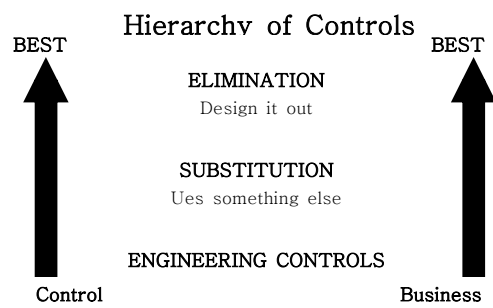 Hierarchy of Controls
BEST
BEST
ELIMINATION
Design it out
SUBSTITUTION
Ues something else
ENGINEERING CONTROLS
Control
Business